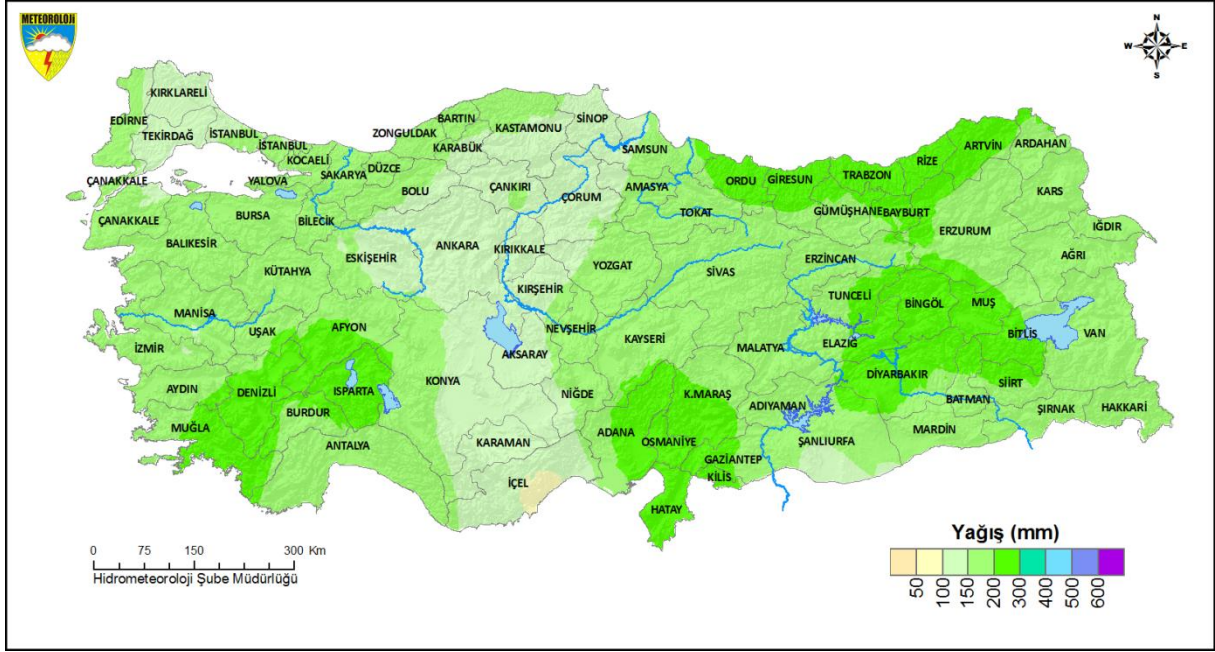 METEOROLOJİ
N
W E
S
KIRKLARELİ
EDİRNE
TEKİRDAĞ
İSTANBUL
İSTANBUL
KOCAELİ
ÇANAKKALE
YALOVA
SAKARYA
DÜZCE
ZONGULDAK
BARTIN
KARABÜK
KASTAMONU
SİNOP
SAMSUN
BOLU
ÇANKIRI
ÇORUM
AMASYA
TOKAT
ORDU
GİRESUN
TRABZON
RİZE
ARTVİN
ARDAHAN
KARS
GÜMÜŞHANE
BAYBURT
ERZURUM
IĞDIR
AĞRI
ÇANAKKALE
BURSA
BİLECİK
BALIKESİR
ESKİŞEHİR
ANKARA
KIRIKKALE
KÜTAHYA
YOZGAT
SİVAS
ERZİNCAN
KIRŞEHİR
TUNCELİ
BİNGÖL
MUŞ
MANİSA
UŞAK
AFYON
NEVŞEHİR
KAYSERİ
MALATYA
ELAZIĞ
BİTLİS
VAN
İZMİR
AKSARAY
DİYARBAKIR
SİİRT
AYDIN
DENİZLİ
ISPARTA
KONYA
NİĞDE
K.MARAŞ
ADIYAMAN
BATMAN
ŞIRNAK
HAKKARİ
BURDUR
MUĞLA
ANTALYA
KARAMAN
ADANA
OSMANİYE
GAZİANTEP
ŞANLIURFA
MARDİN
KİLİS
İÇEL
HATAY
0 75 150 300 Km
Hidrometeoroloji Şube Müdürlüğü
Yağış (mm)
50 100 150 200 300 400 500 600